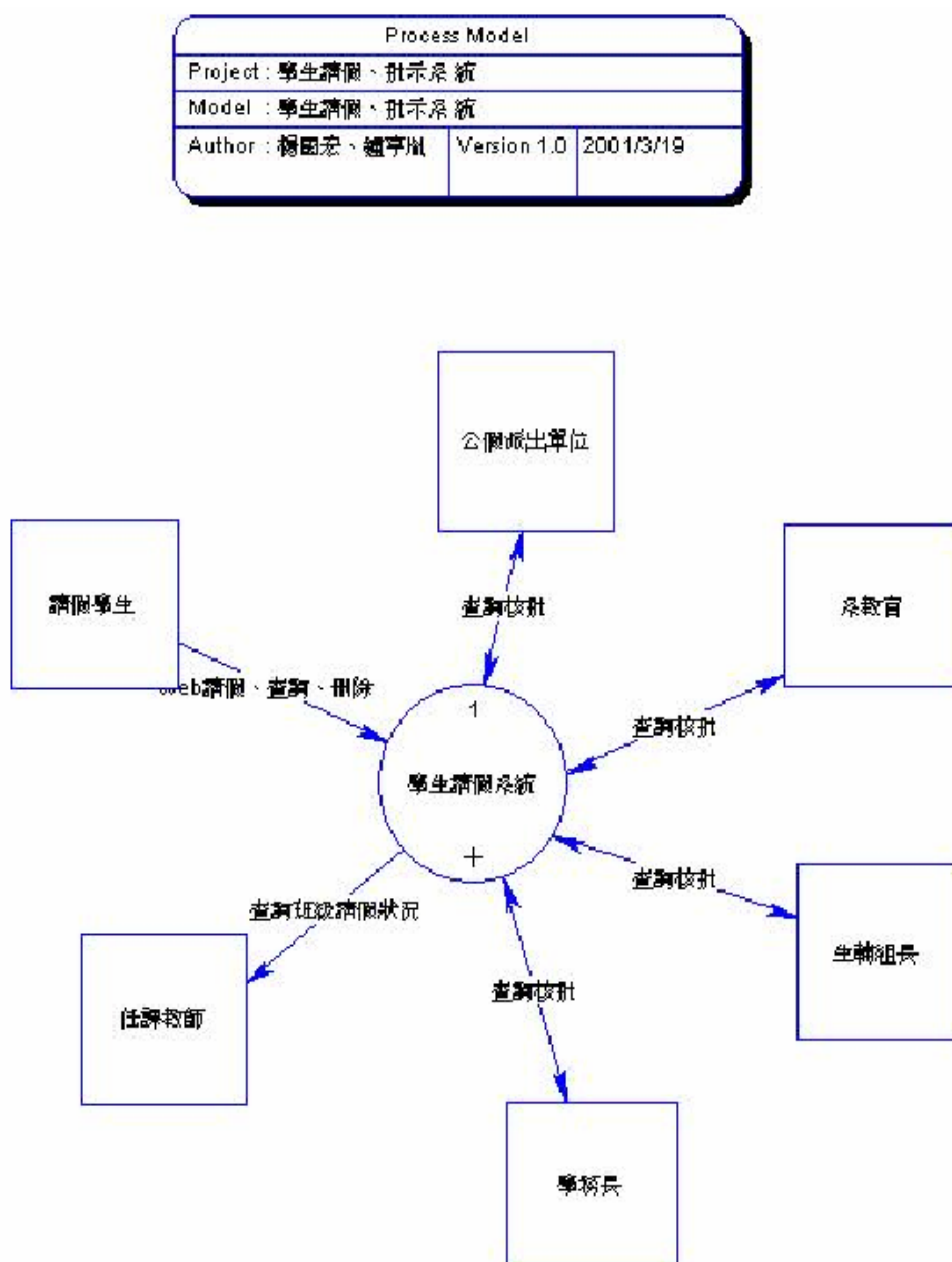 Process Model
Project : 學生請假、批示系統
Model : 學生請假、批示系統
Author : 楊國宏、
Version 1.0
2001/3/19
公假派出單位
請假學生
系教官
查詢核批
Web請假、查詢、刪除
1
查詢核批
學生請假系統
+
查詢核批
查詢班級請假狀況
生輔組長
任課教師
查詢核批
學務長